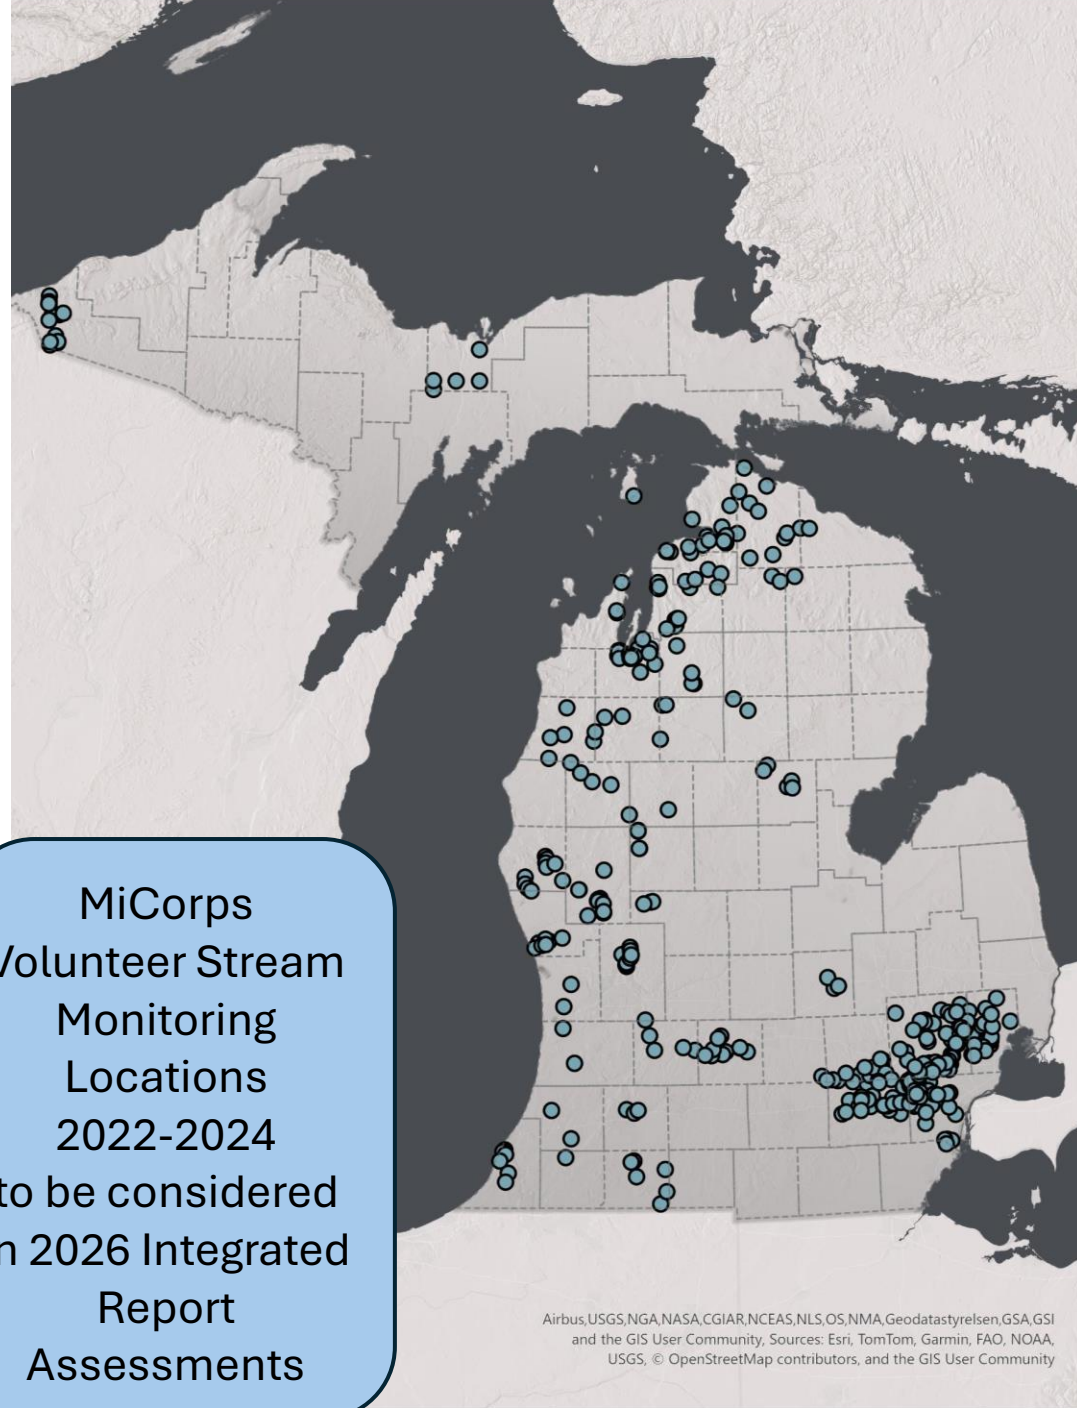 MiCorps
Volunteer Stream
Monitoring
Locations
2022-2024
to be considered
n 2026 Integrated
Report
Assessments
Airbus,USGS,NGA,NASA,CGIAR,NCEAS,NLS,OS,NMA,Geodatastyrelsen,GSA,GSI
and the GIS User Community, Sources: Esri, TomTom, Garmin, FAO, NOAA,
USGS, © OpenStreetMap contributors, and the GIS User Community